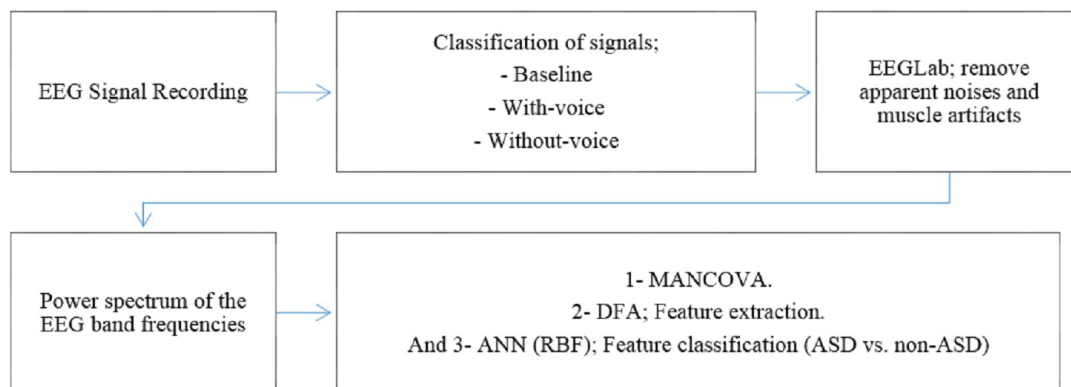 EEG Signal Recording
Classification of signals;
- Baseline
- With-voice
- Without-voice
EEGLab; remove
apparent noises and
muscle artifacts
Power spectrum of the
EEG band frequencies
1- MANCOVA.
2- DFA; Feature extraction.
And 3- ANN (RBF); Feature classification (ASD vs. non-ASD)